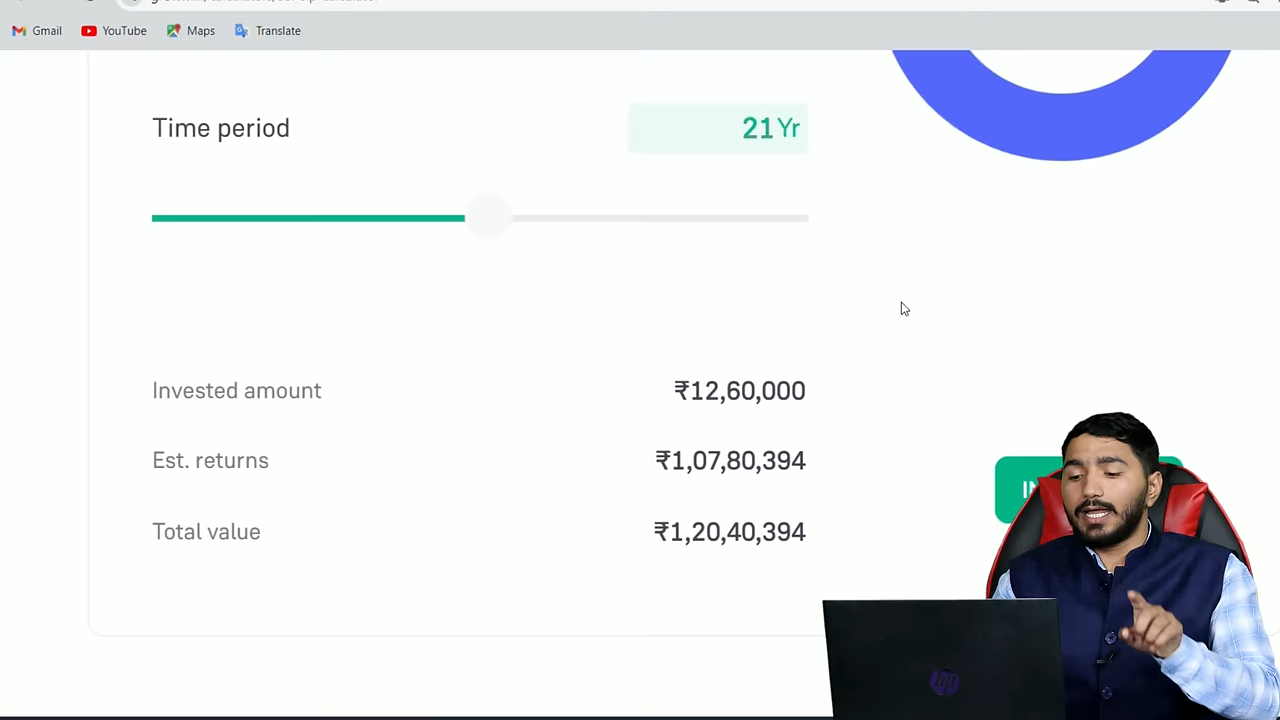 Gmail YouTube Maps Translate
Time period 21 Yr
Invested amount ₹12,60,000
Est. returns ₹1,07,80,394
Total value ₹1,20,40,394
hp